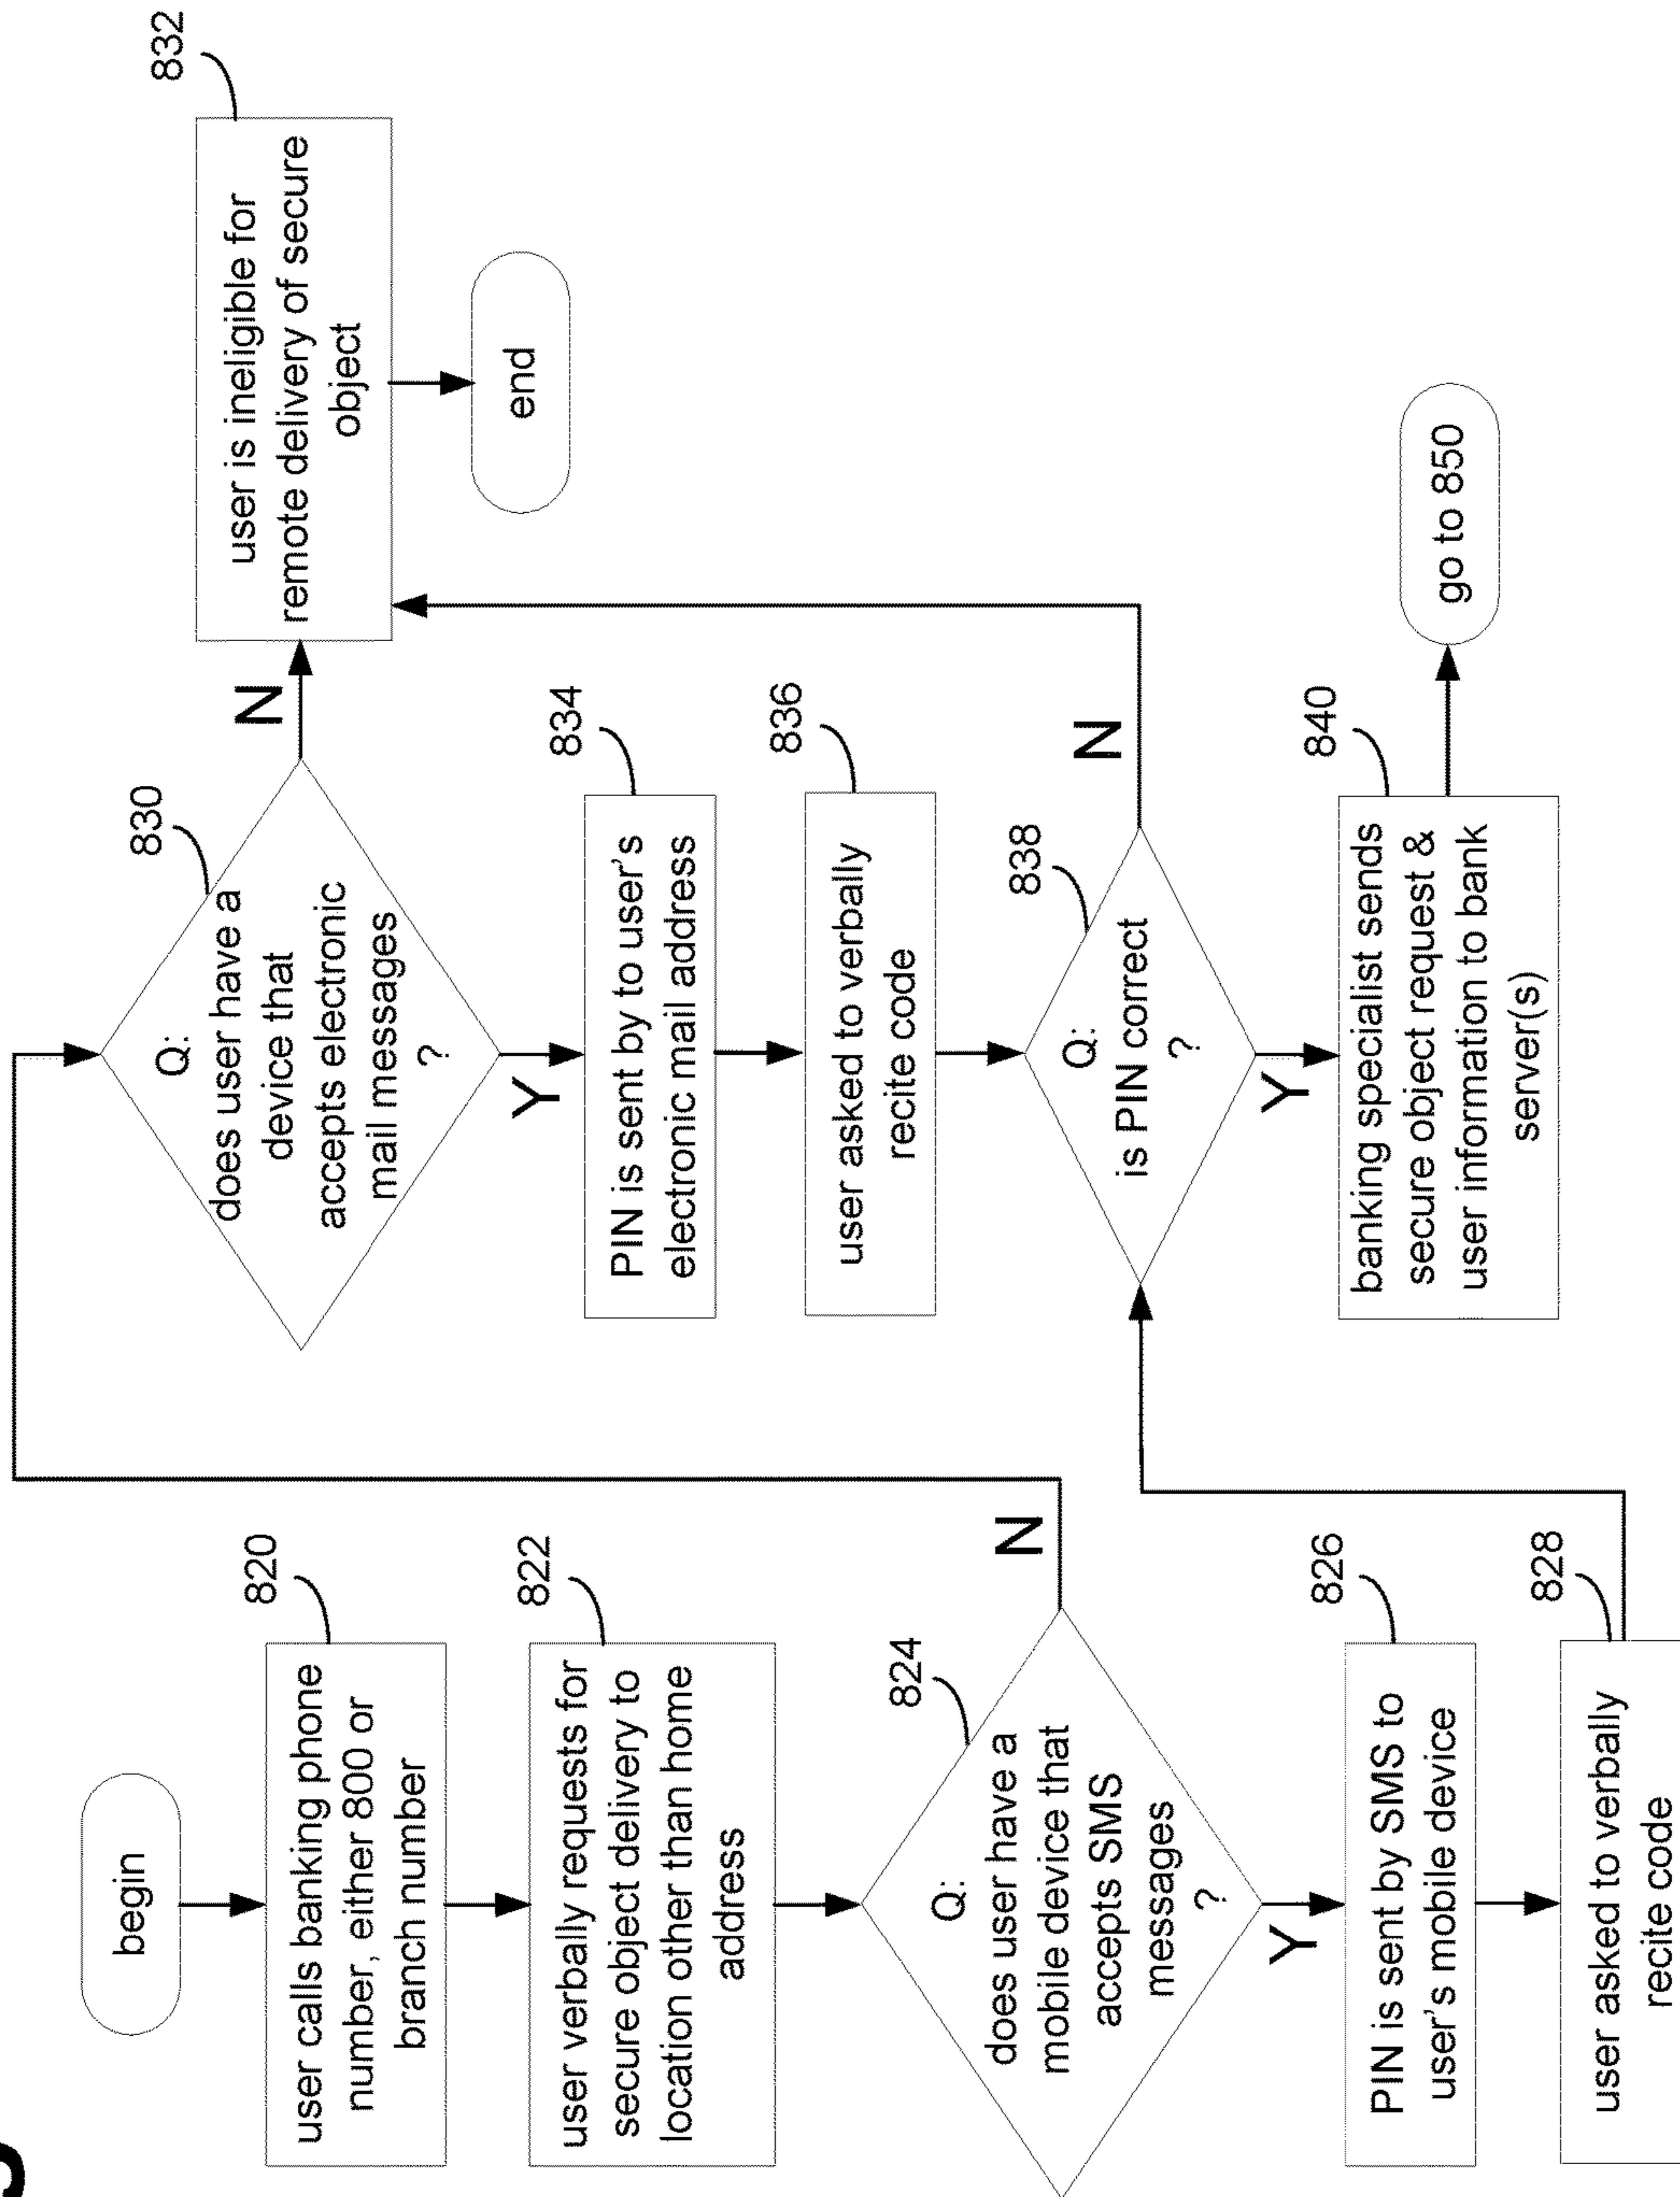 begin
820
user calls banking phone
number, either 800 or
branch number
822
user verbally requests for
secure object delivery to
location other than home
address
824
Q:
does user have a
mobile device that
accepts SMS
messages
?
N
Y
826
PIN is sent by SMS to
user's mobile device
828
user asked to verbally
recite code
830
Q:
does user have a
device that
accepts electronic
mail messages
?
N
Y
832
user is ineligible for
remote delivery of secure
object
end
834
PIN is sent by to user's
electronic mail address
836
user asked to verbally
recite code
838
Q:
is PIN correct
?
N
Y
840
banking specialist sends
secure object request &
user information to bank
server(s)
go to 850